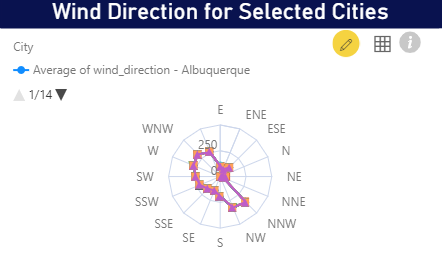 Wind Direction for Selected Cities
City
Average of wind_direction - Albuquerque
1/14
E
ENE
WNW
ESE
W
250
N
SW
0
NE
SSW
NNE
SSE
NNW
SE
NW
S